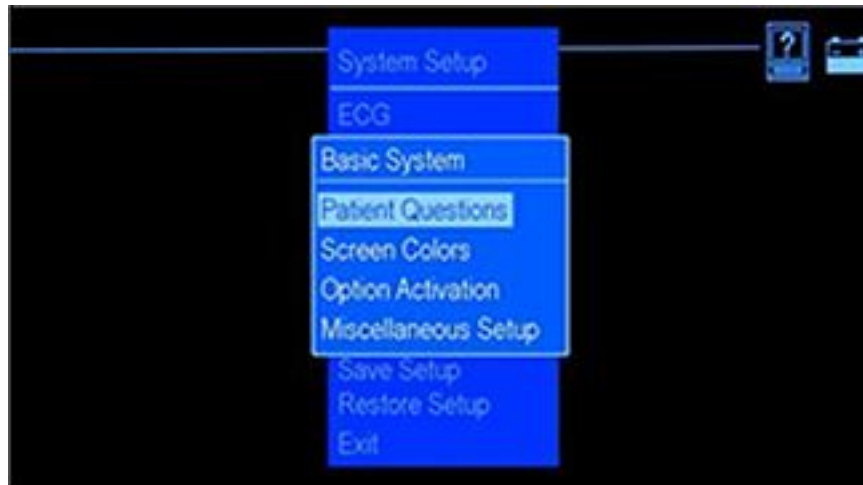 System Setup
ECG
Basic System
Patient Questions
Screen Colors
Option Activation
Miscellaneous Setup
Save Setup
Restore Setup
Exit
?